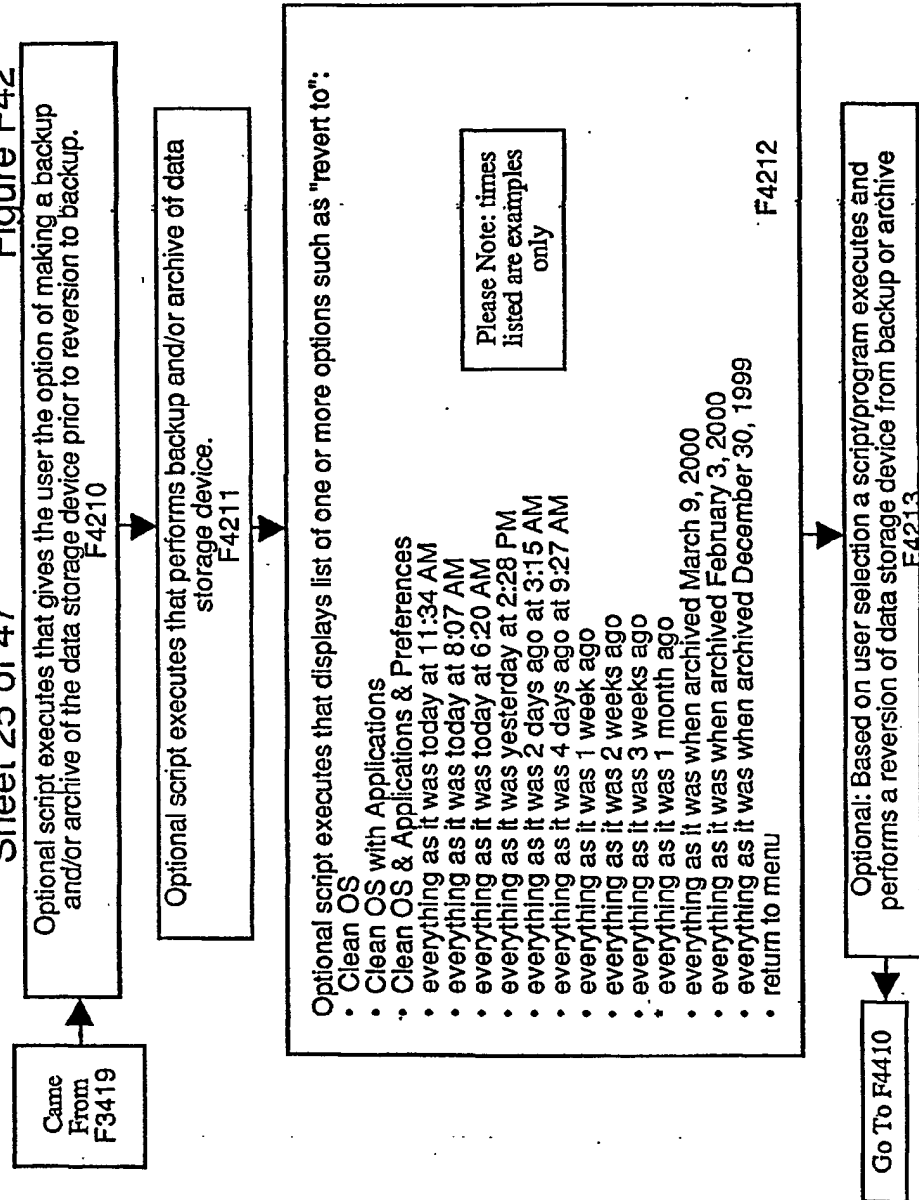 Sheet 25 of 47
Figure F42
Came
From
F3419
Optional script executes that gives the user the option of making a backup
and/or archive of the data storage device prior to reversion to backup.
F4210
Optional script executes that performs backup and/or archive of data
storage device.
F4211
Optional script executes that displays list of one or more options such as "revert to":
• Clean OS
• Clean OS with Applications
• Clean OS & Applications & Preferences
• everything as it was today at 11:34 AM
• everything as it was today at 8:07 AM
• everything as it was today at 6:20 AM
• everything as it was yesterday at 2:28 PM
• everything as it was 2 days ago at 3:15 AM
• everything as it was 4 days ago at 9:27 AM
• everything as it was 1 week ago
• everything as it was 2 weeks ago
• everything as it was 3 weeks ago
• everything as it was 1 month ago
• everything as it was when archived March 9, 2000
• everything as it was when archived February 3, 2000
• everything as it was when archived December 30, 1999
• return to menu
Please Note: times
listed are examples
only
F4212
Optional: Based on user selection a script/program executes and
performs a reversion of data storage device from backup or archive
F4213
Go To F4410